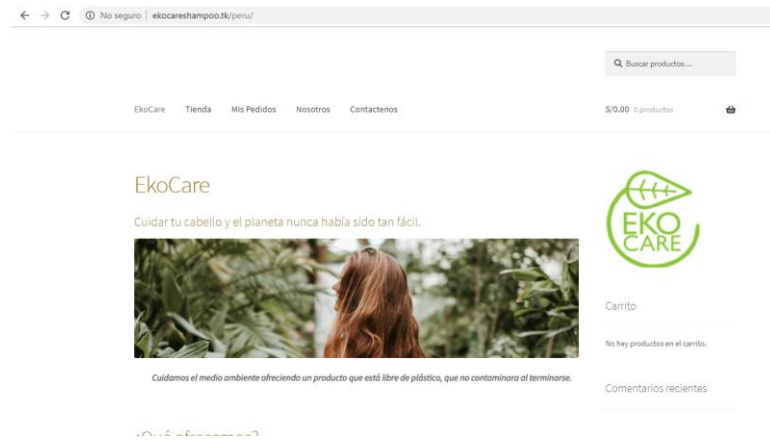 No seguro | ekocareshampoo.tk/peru/
Buscar productos...
EkoCare Tienda Mis Pedidos Nosotros Contactenos
S/0.00 0 productos
EkoCare
Cuidar tu cabello y el planeta nunca había sido tan fácil.
Cuidamos el medio ambiente ofreciendo un producto que está libre de plástico, que no contaminara al terminarse.
EKO
CARE
Carrito
No hay productos en el carrito.
Comentarios recientes
¿Qué ofrecemos?